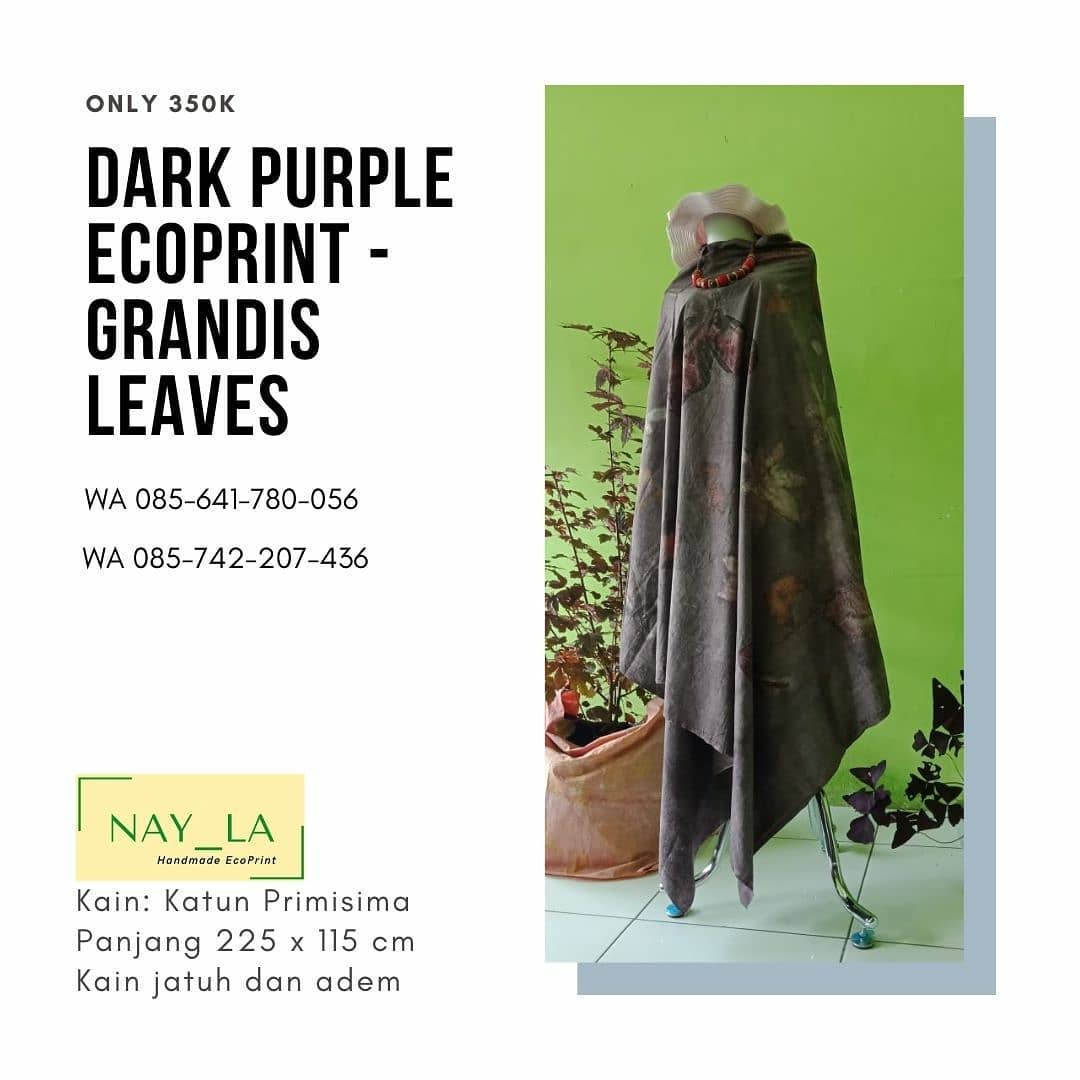 ONLY 350K
DARK PURPLE
ECOPRINT -
GRANDIS
LEAVES
WA 085-641-780-056
WA 085-742-207-436
NAY_LA
Handmade EcoPrint
Kain: Katun Primisima
Panjang 225 x 115 cm
Kain jatuh dan adem